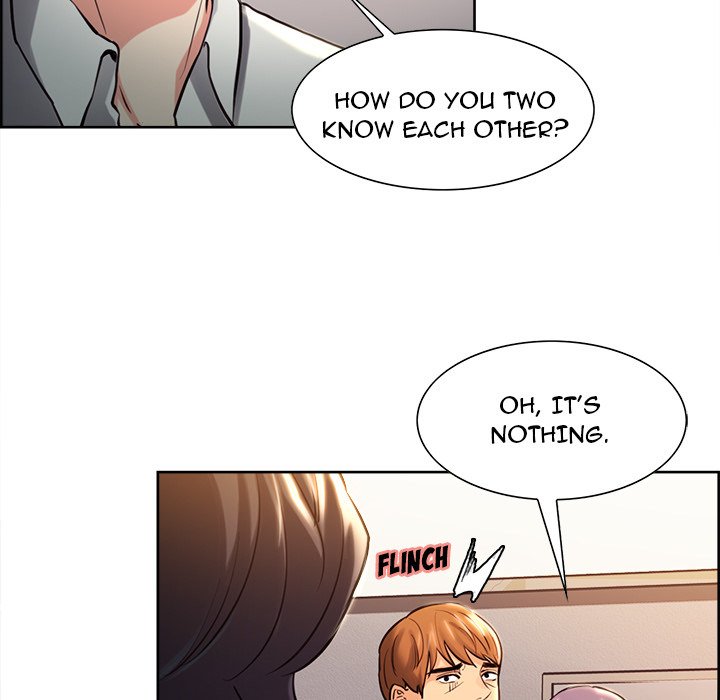 HOW DO YOU TWO
KNOW EACH OTHER?
OH, IT'S
NOTHING.
FLINCH